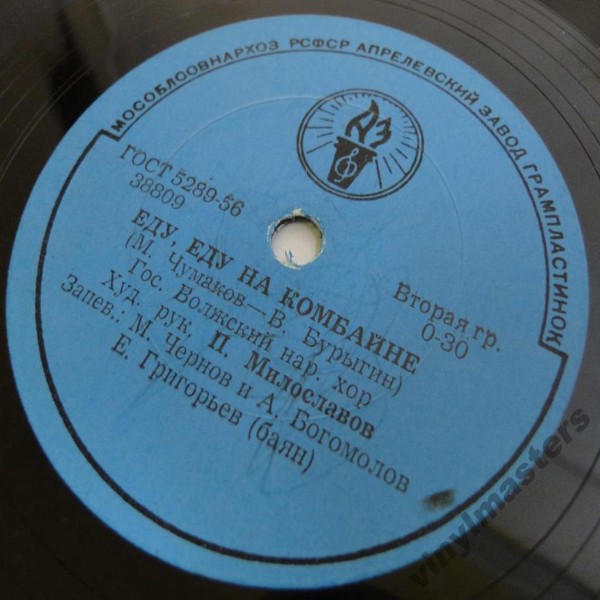 МОСОБЛСОВНАРХОЗ РСФСР АПРЕЛЕВСКИЙ ЗАВОД ГРАМПЛАСТИНОК
АЗ
ГОСТ 5289-56
38809
Вторая гр.
0-30
ЕДУ, ЕДУ НА КОМБАЙНЕ
(М. Чумаков—В. Бурыгин)
Гос. Волжский нар. хор
Худ. рук. П. Милославов
Запев.: М. Чернов и А. Богомолов
Е. Григорьев (баян)
vinylmasters